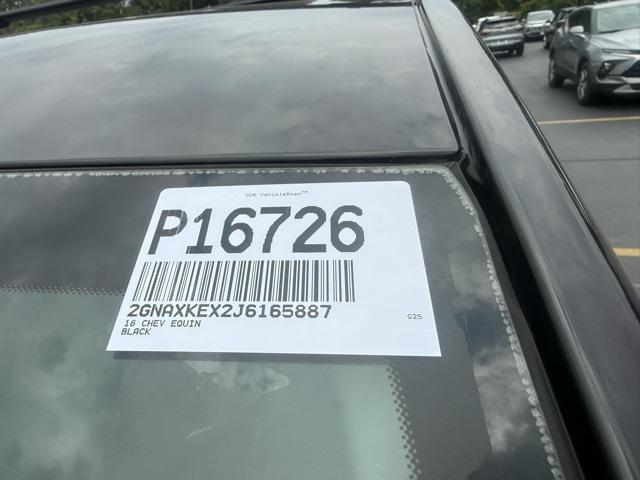 CDK VehicleScan™
P16726
2GNAXKEX2J6165887
18 CHEV EQUIN
BLACK
G25